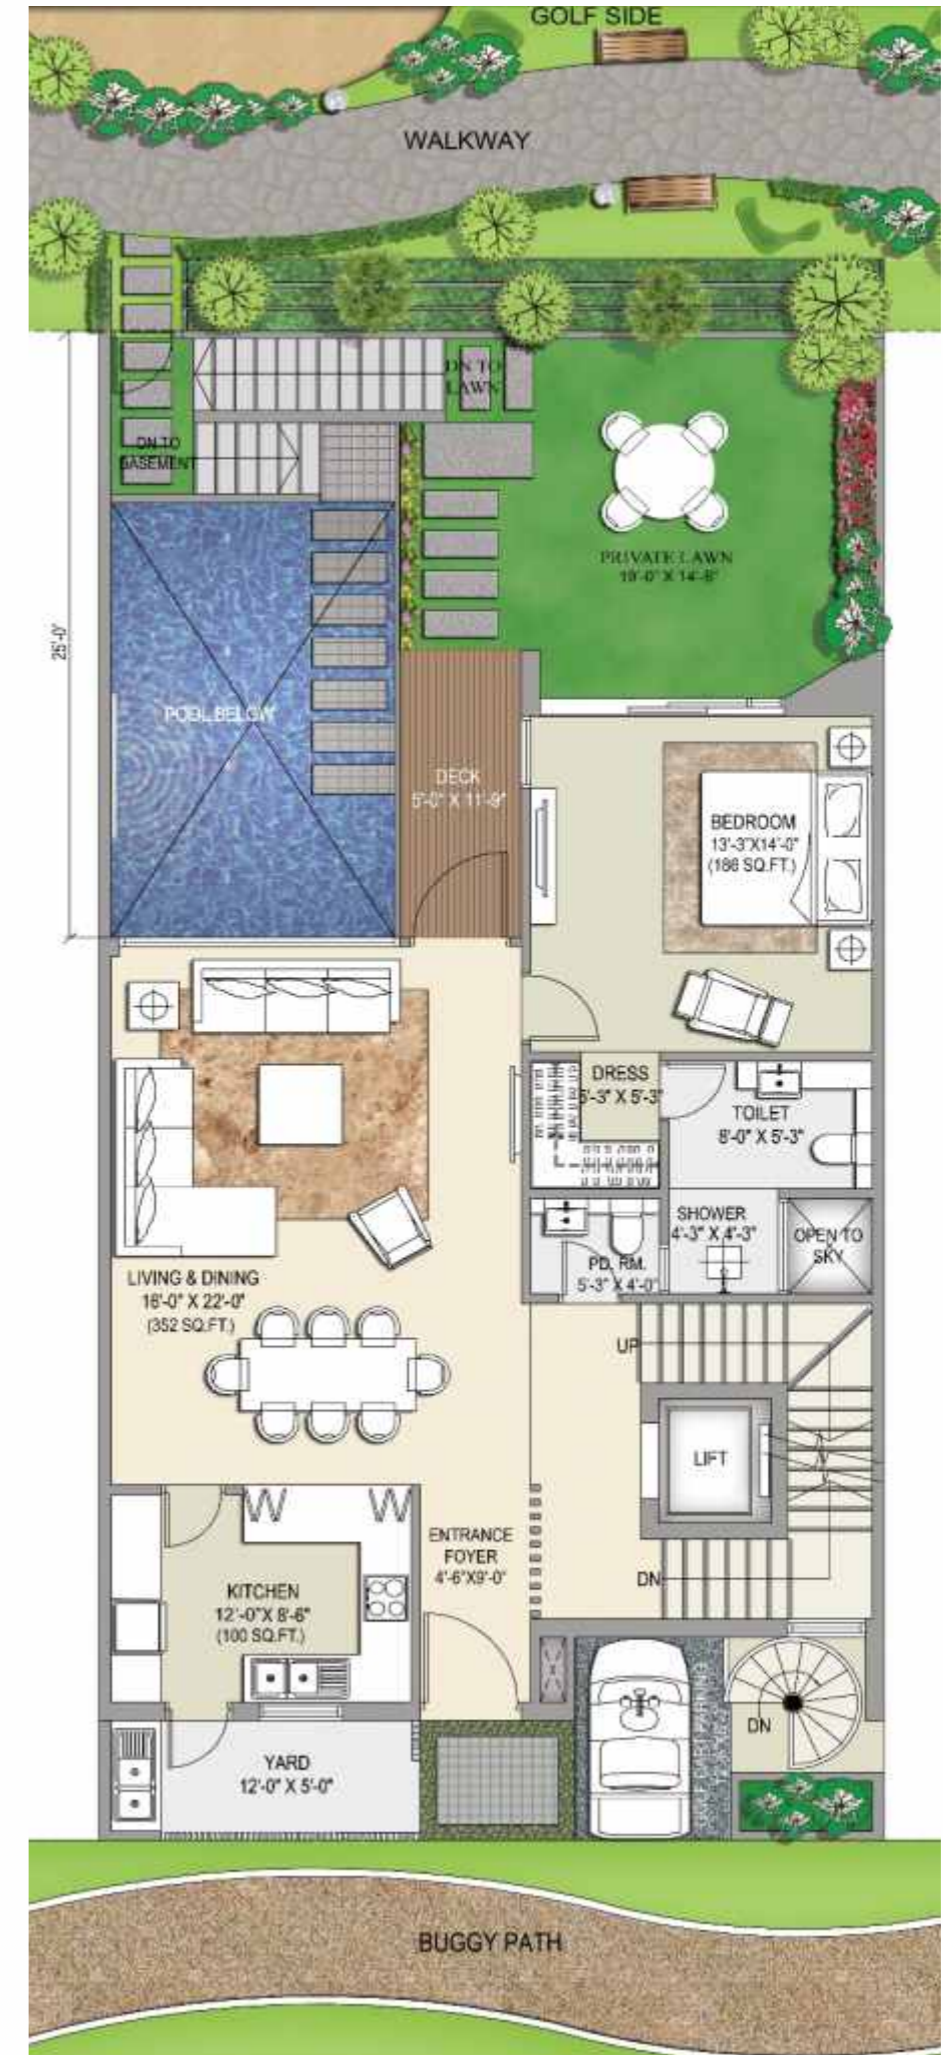 GOLF SIDE
WALKWAY
DN TO
LAWN
DN TO
BASEMENT
PRIVATE LAWN
19'-0" X 14'-6"
25'-0"
POOL BELOW
DECK
5'-0" X 11'-9"
BEDROOM
13'-3"X14'-0"
(186 SQ.FT.)
DRESS
5'-3" X 5'-3"
TOILET
8'-0" X 5'-3"
SHOWER
4'-3" X 4'-3"
OPEN TO
SKY
PD. RM.
5'-3" X 4'-0"
LIVING & DINING
16'-0" X 22'-0"
(352 SQ.FT.)
UP
LIFT
ENTRANCE
FOYER
4'-6"X9'-0"
DN
KITCHEN
12'-0"X 8'-6"
(100 SQ.FT.)
DN
YARD
12'-0" X 5'-0"
BUGGY PATH